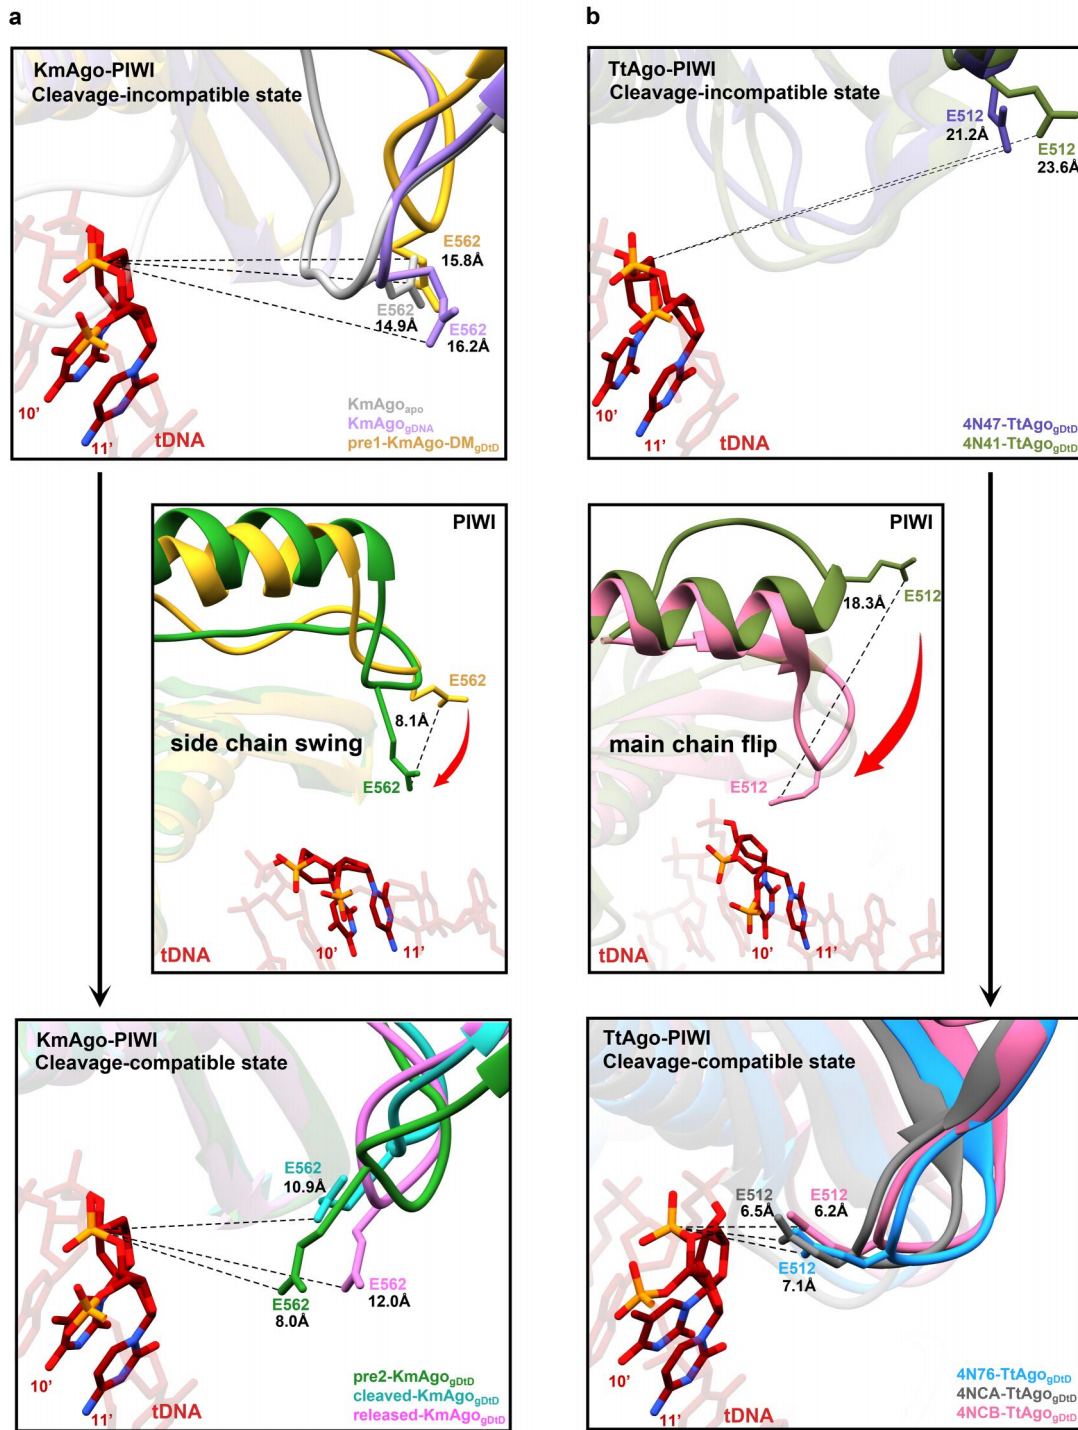 a
KmAgo-PIWI
Cleavage-incompatible state
E562
15.8Å
E562
14.9Å
E562
16.2Å
10'
11'
tDNA
KmAgoapo
KmAgogDNA
pre1-KmAgo-DMgDtD
PIWI
E562
8.1Å
side chain swing
E562
10'
11'
tDNA
KmAgo-PIWI
Cleavage-compatible state
E562
10.9Å
E562
12.0Å
E562
8.0Å
10'
11'
tDNA
pre2-KmAgogDtD
cleaved-KmAgogDtD
released-KmAgogDtD
b
TtAgo-PIWI
Cleavage-incompatible state
E512
21.2Å
E512
23.6Å
10'
11'
tDNA
4N47-TtAgogDtD
4N41-TtAgogDtD
PIWI
18.3Å
E512
main chain flip
E512
10'
11'
tDNA
TtAgo-PIWI
Cleavage-compatible state
E512
6.5Å
E512
6.2Å
E512
7.1Å
10'
11'
tDNA
4N76-TtAgogDtD
4NCA-TtAgogDtD
4NCB-TtAgogDtD